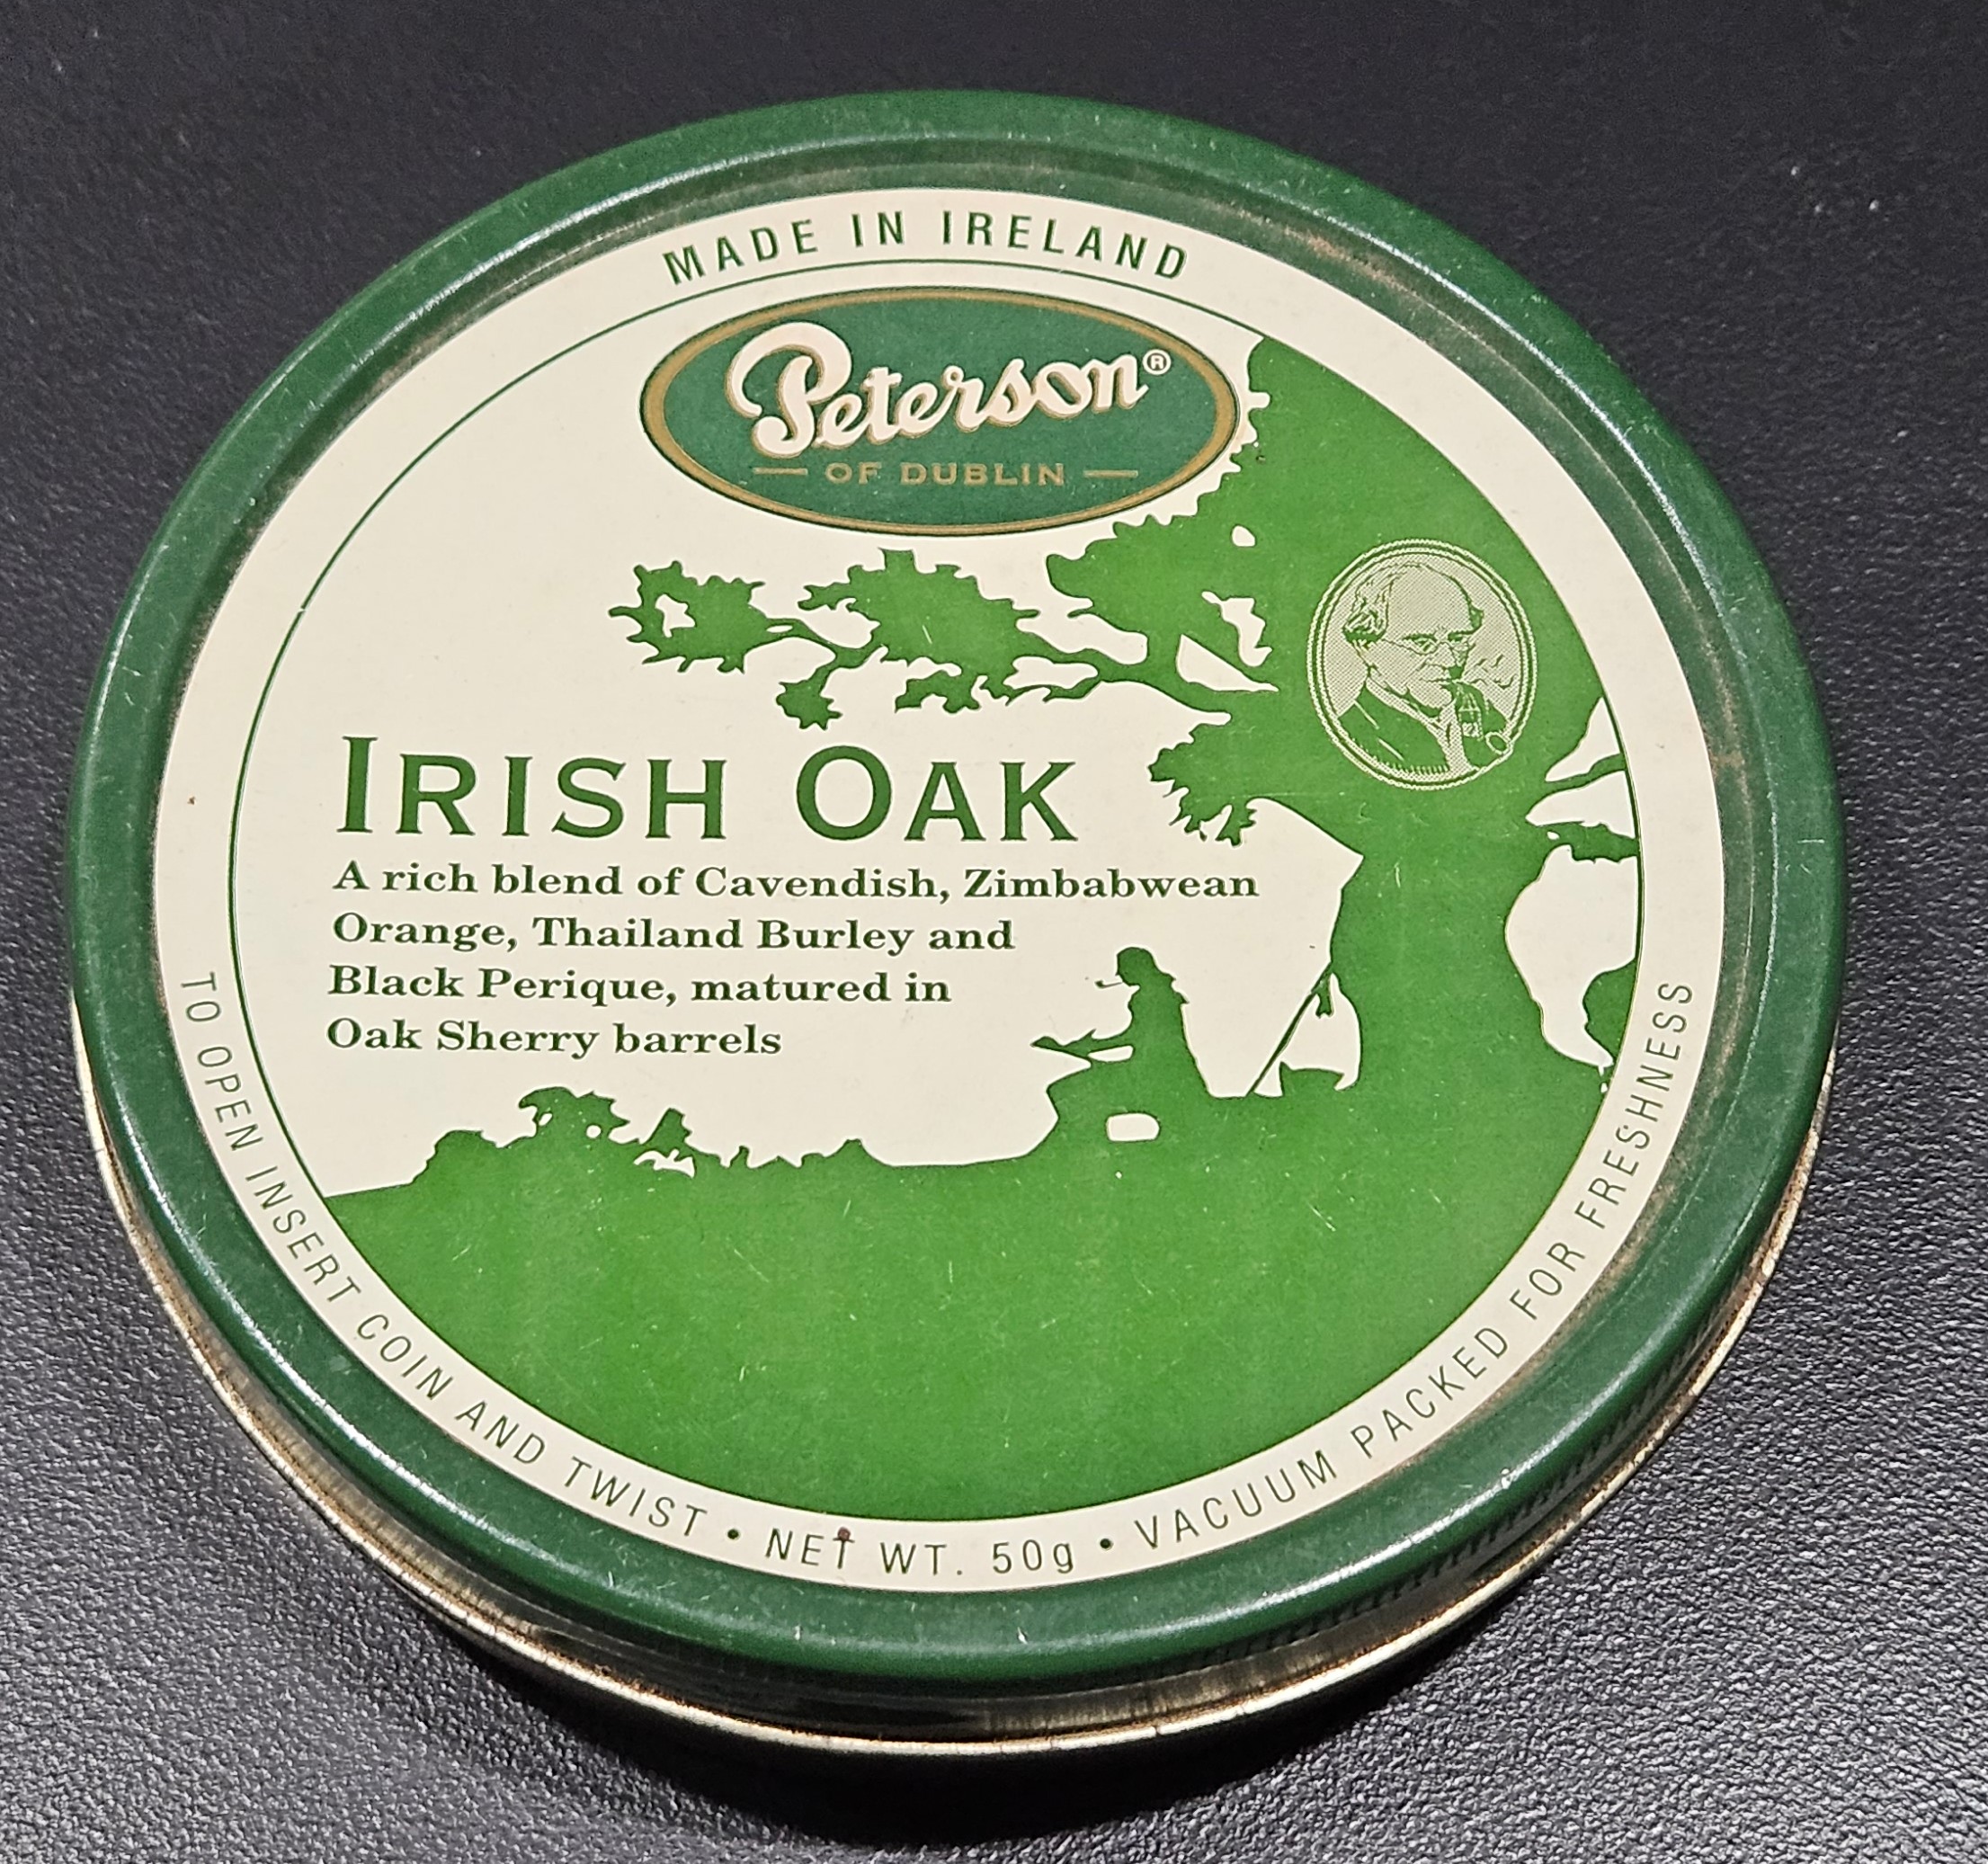 MADE IN IRELAND
Peterson®
OF DUBLIN
IRISH OAK
A rich blend of Cavendish, Zimbabwean
Orange, Thailand Burley and
Black Perique, matured in
Oak Sherry barrels
TO OPEN INSERT COIN AND TWIST • NET WT. 50g • VACUUM PACKED FOR FRESHNESS